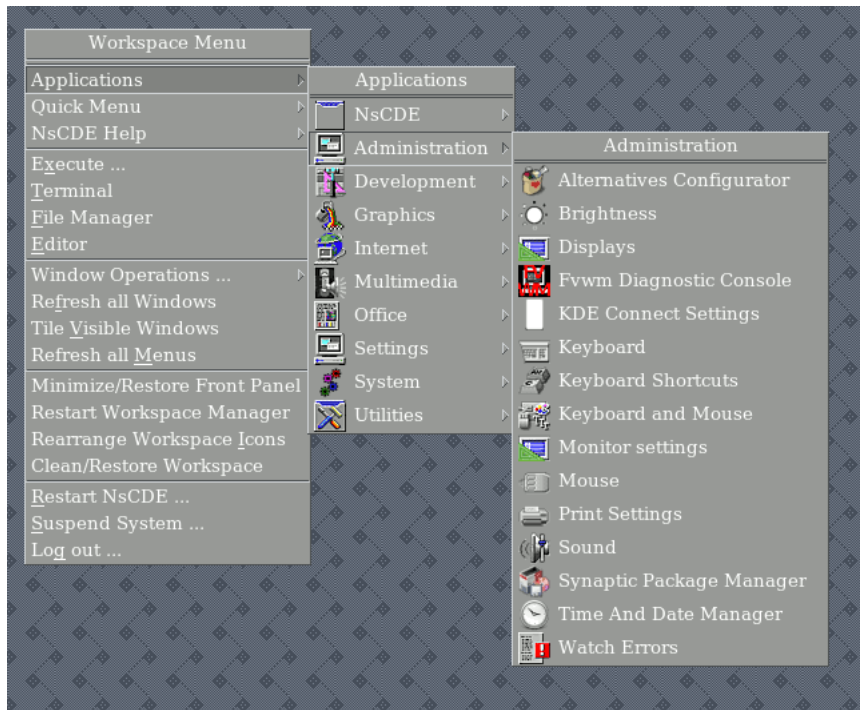 Workspace Menu
Applications
Quick Menu
NsCDE Help
Execute ...
Terminal
File Manager
Editor
Window Operations ...
Refresh all Windows
Tile Visible Windows
Refresh all Menus
Minimize/Restore Front Panel
Restart Workspace Manager
Rearrange Workspace Icons
Clean/Restore Workspace
Restart NsCDE ...
Suspend System ...
Log out ...
Applications
NsCDE
Administration
Development
Graphics
Internet
Multimedia
Office
Settings
System
Utilities
Administration
Alternatives Configurator
Brightness
Displays
Fvwm Diagnostic Console
KDE Connect Settings
Keyboard
Keyboard Shortcuts
Keyboard and Mouse
Monitor settings
Mouse
Print Settings
Sound
Synaptic Package Manager
Time And Date Manager
Watch Errors